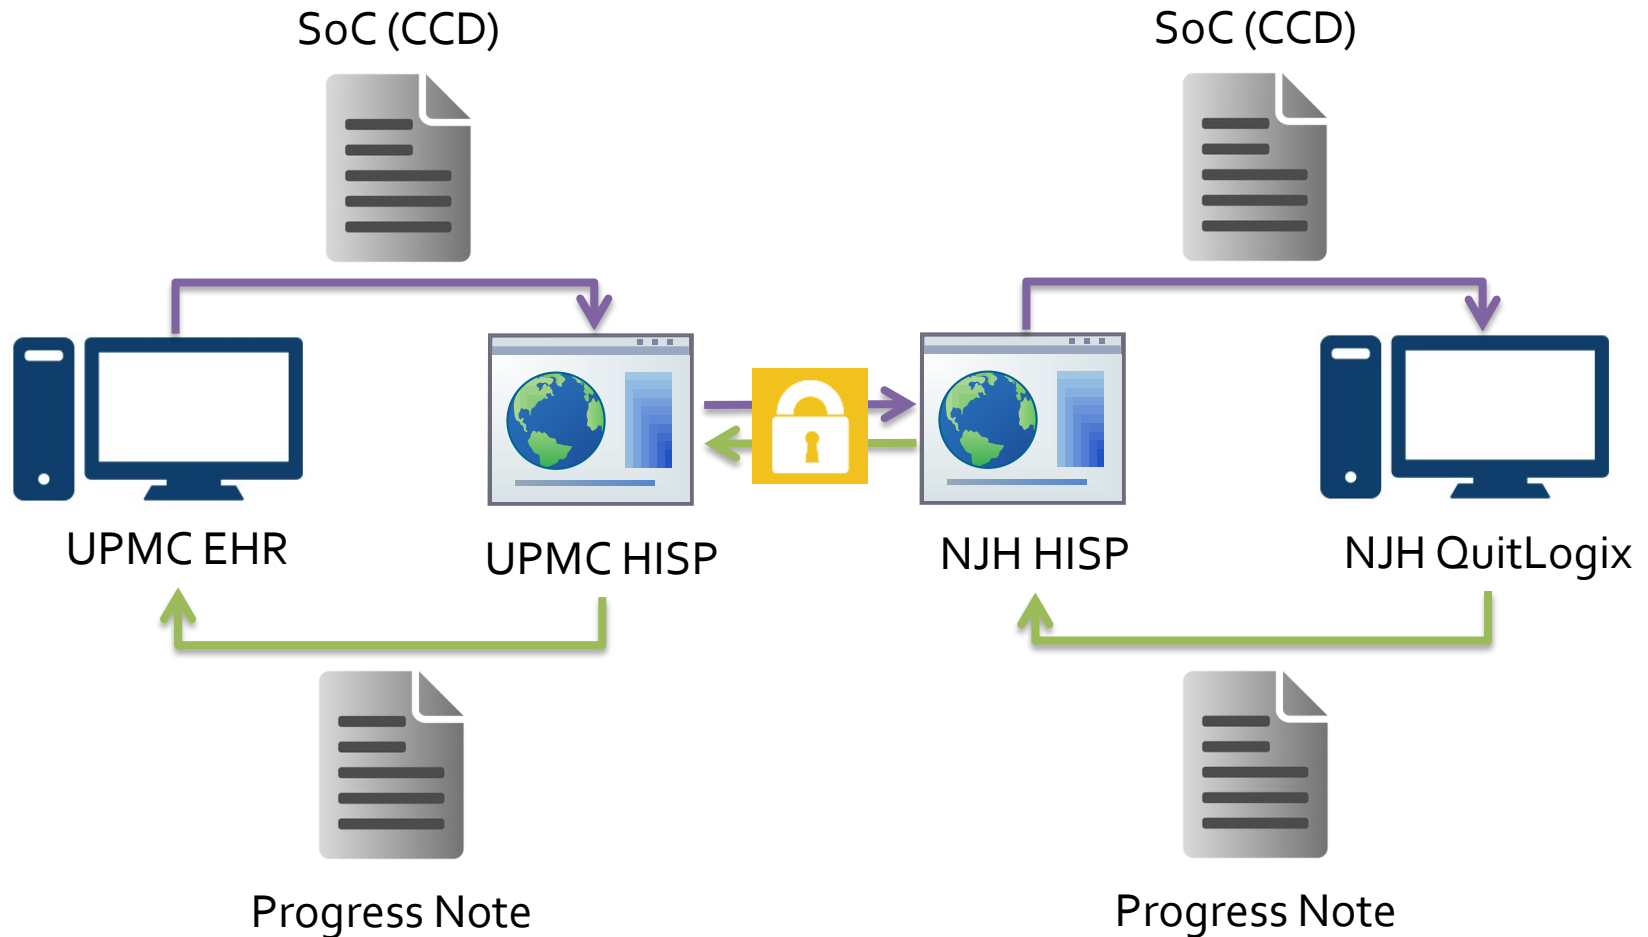 SoC (CCD)
SoC (CCD)
UPMC EHR
UPMC HISP
NJH HISP
NJH QuitLogix
Progress Note
Progress Note